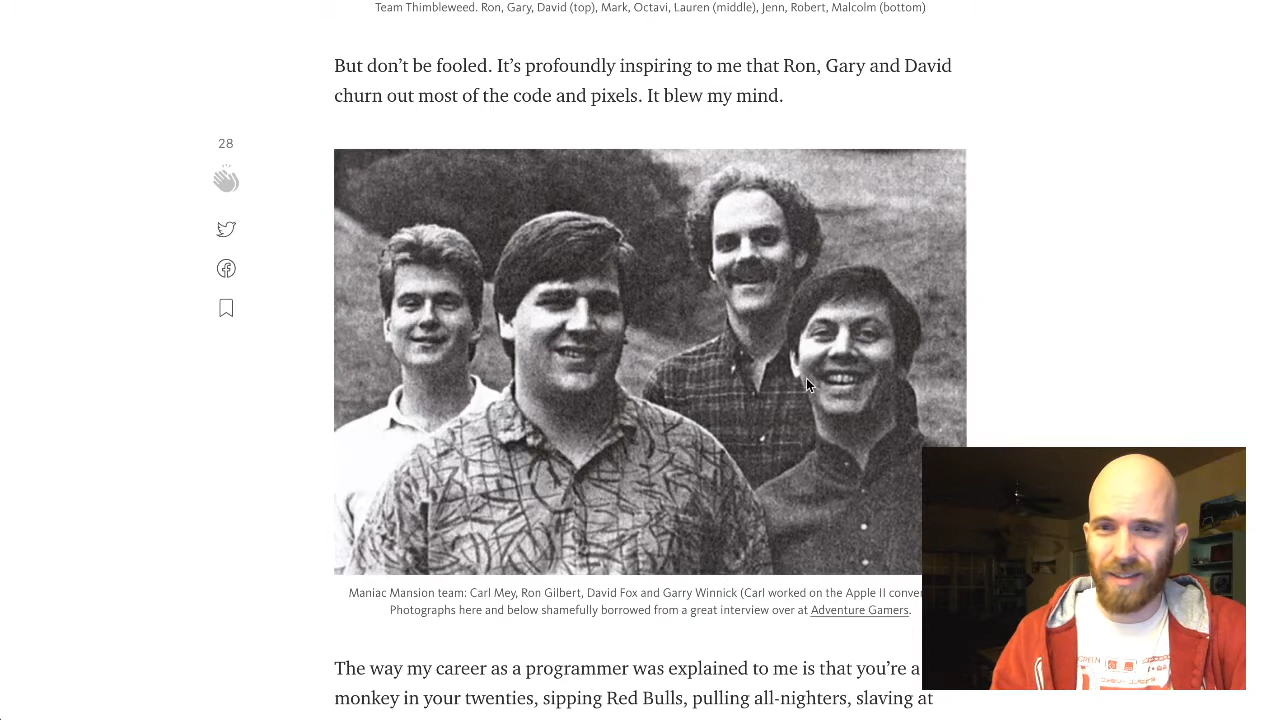 Team Thimbleweed. Ron, Gary, David (top), Mark, Octavi, Lauren (middle), Jenn, Robert, Malcolm (bottom)
But don’t be fooled. It’s profoundly inspiring to me that Ron, Gary and David
churn out most of the code and pixels. It blew my mind.
28
Maniac Mansion team: Carl Mey, Ron Gilbert, David Fox and Garry Winnick (Carl worked on the Apple II conver
Photographs here and below shamefully borrowed from a great interview over at Adventure Gamers.
The way my career as a programmer was explained to me is that you’re a
monkey in your twenties, sipping Red Bulls, pulling all-nighters, slaving at